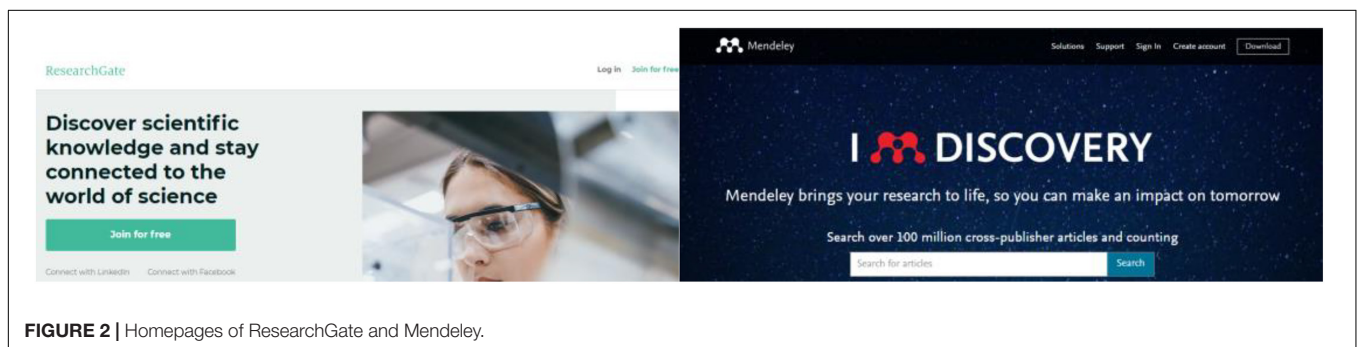 ResearchGate
Log in Join for free
Discover scientific
knowledge and stay
connected to the
world of science
Join for free
Connect with LinkedIn Connect with Facebook
Mendeley
Solutions Support Sign In Create account Download
I DISCOVERY
Mendeley brings your research to life, so you can make an impact on tomorrow
Search over 100 million cross-publisher articles and counting
Search for articles Search
FIGURE 2 | Homepages of ResearchGate and Mendeley.